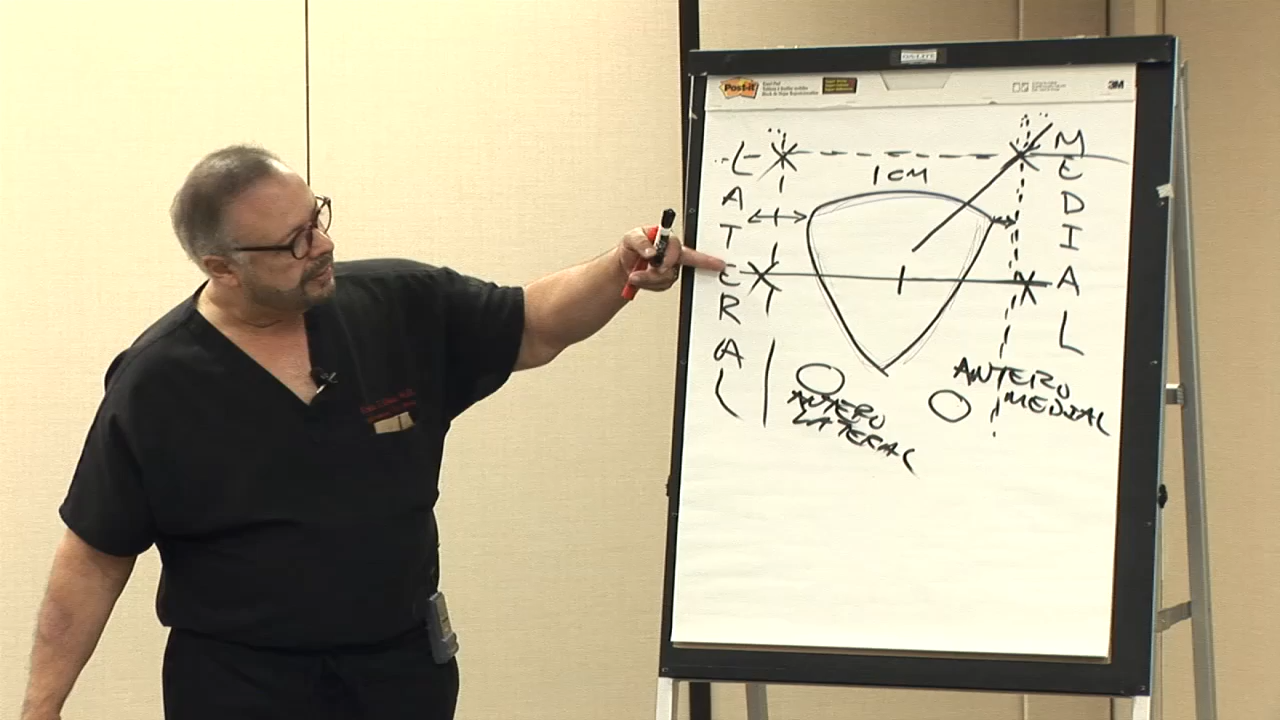 Post-it
3M
LATERAL
1 CM
MEDIAL
ANTERO
LATERAL
ANTERO
MEDIAL